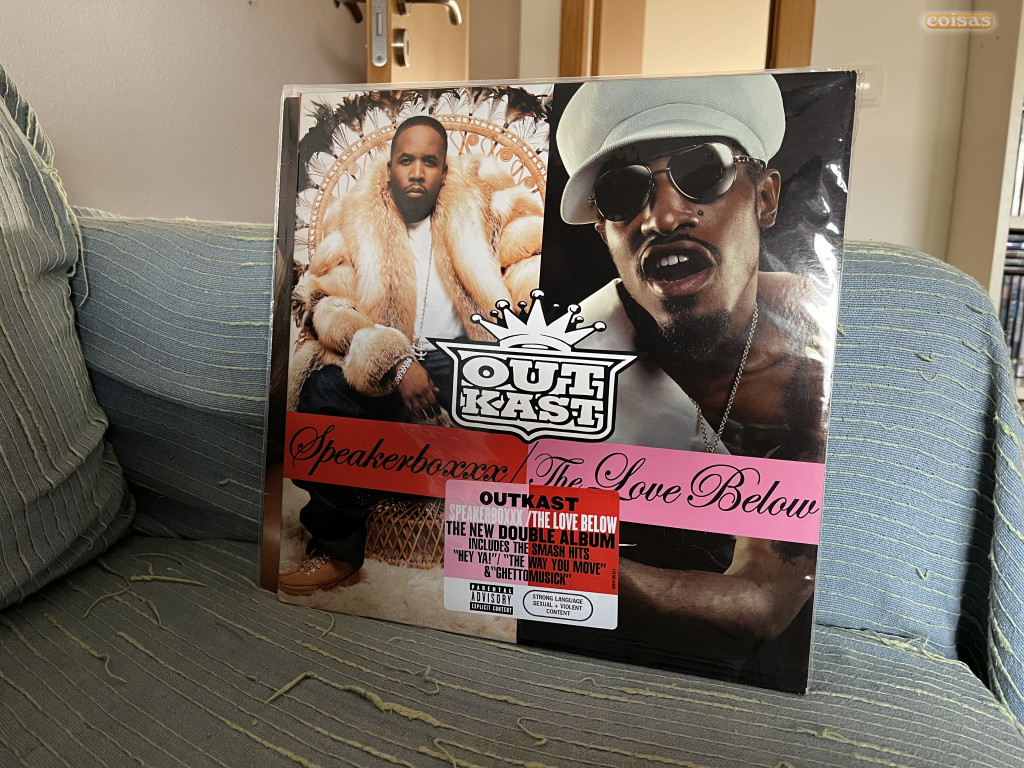 coisas
OUT
KAST
Speakerboxxx / The Love Below
OUTKAST
SPEAKERBOXXX/THE LOVE BELOW
THE NEW DOUBLE ALBUM
INCLUDES THE SMASH HITS
"HEY YA!"/ "THE WAY YOU MOVE"
& "GHETTOMUSICK"
PARENTAL
ADVISORY
EXPLICIT CONTENT
STRONG LANGUAGE
SEXUAL + VIOLENT
CONTENT